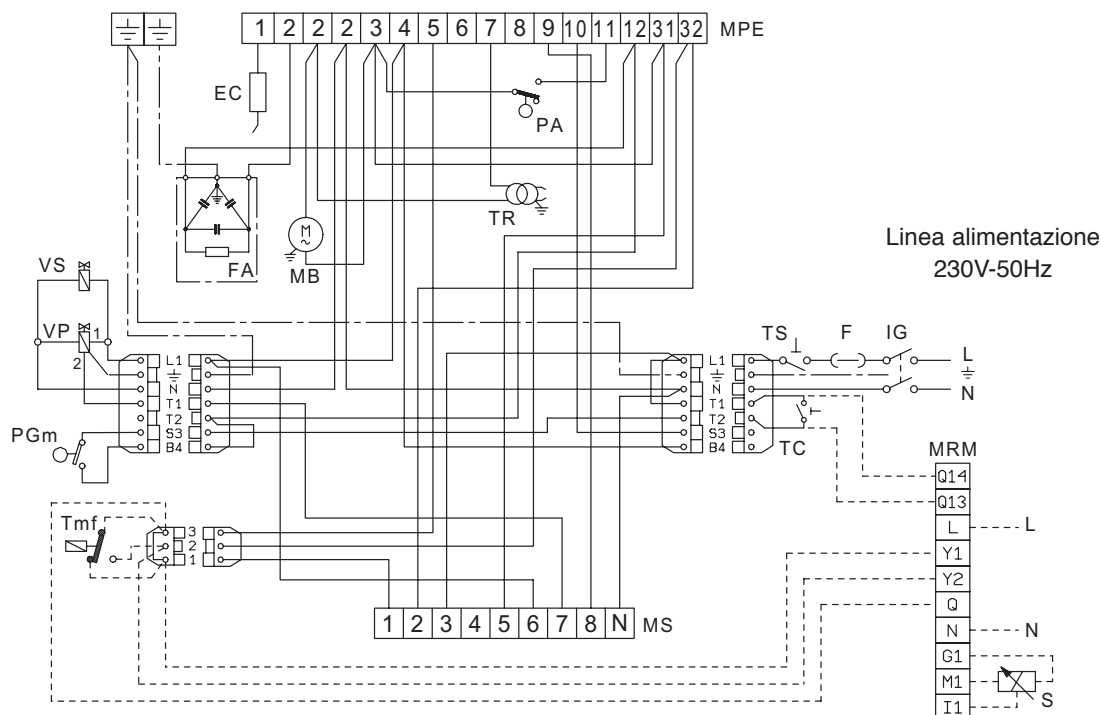 1 2 2 2 3 4 5 6 7 8 9 10 11 12 31 32 MPE
EC
PA
TR
FA
MB
M
~
Linea alimentazione
230V-50Hz
VS
VP 1
2
L1
N
T1
T2
S3
B4
PGm
TS F IG
L
N
L1
N
T1
T2
S3
B4
TC
Tmf
3
2
1
1 2 3 4 5 6 7 8 N MS
MRM
Q14
Q13
L L
Y1
Y2
Q
N N
G1
M1
S
I1